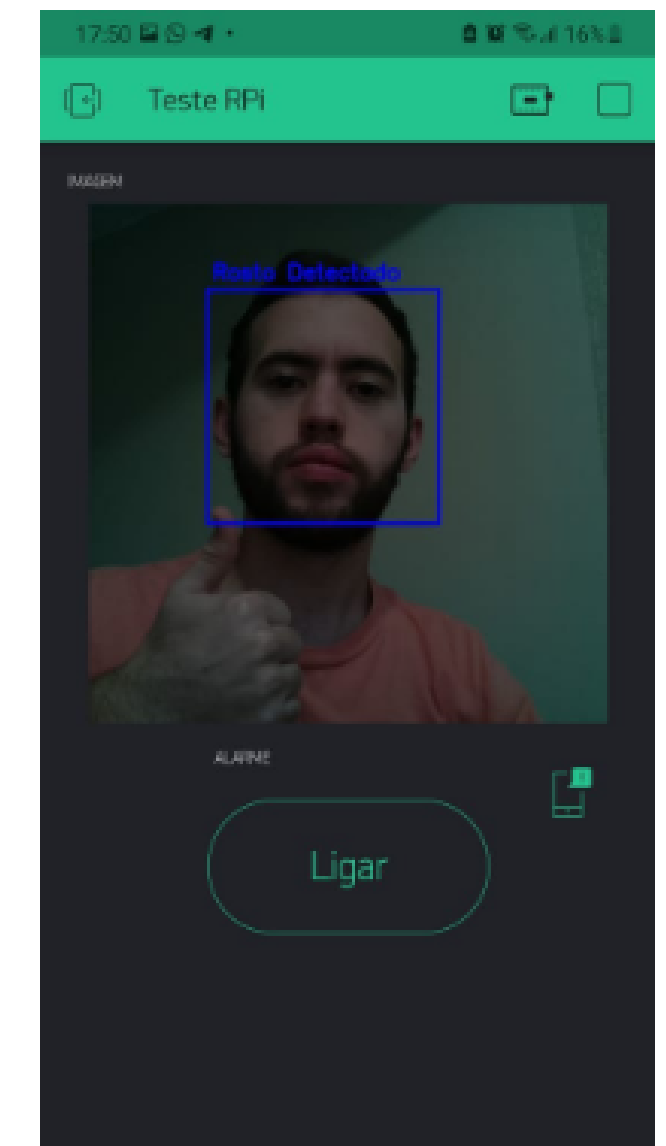 17:50 16%
Teste RPi
IMAGEM
Rosto Detectado
ALARME
Ligar